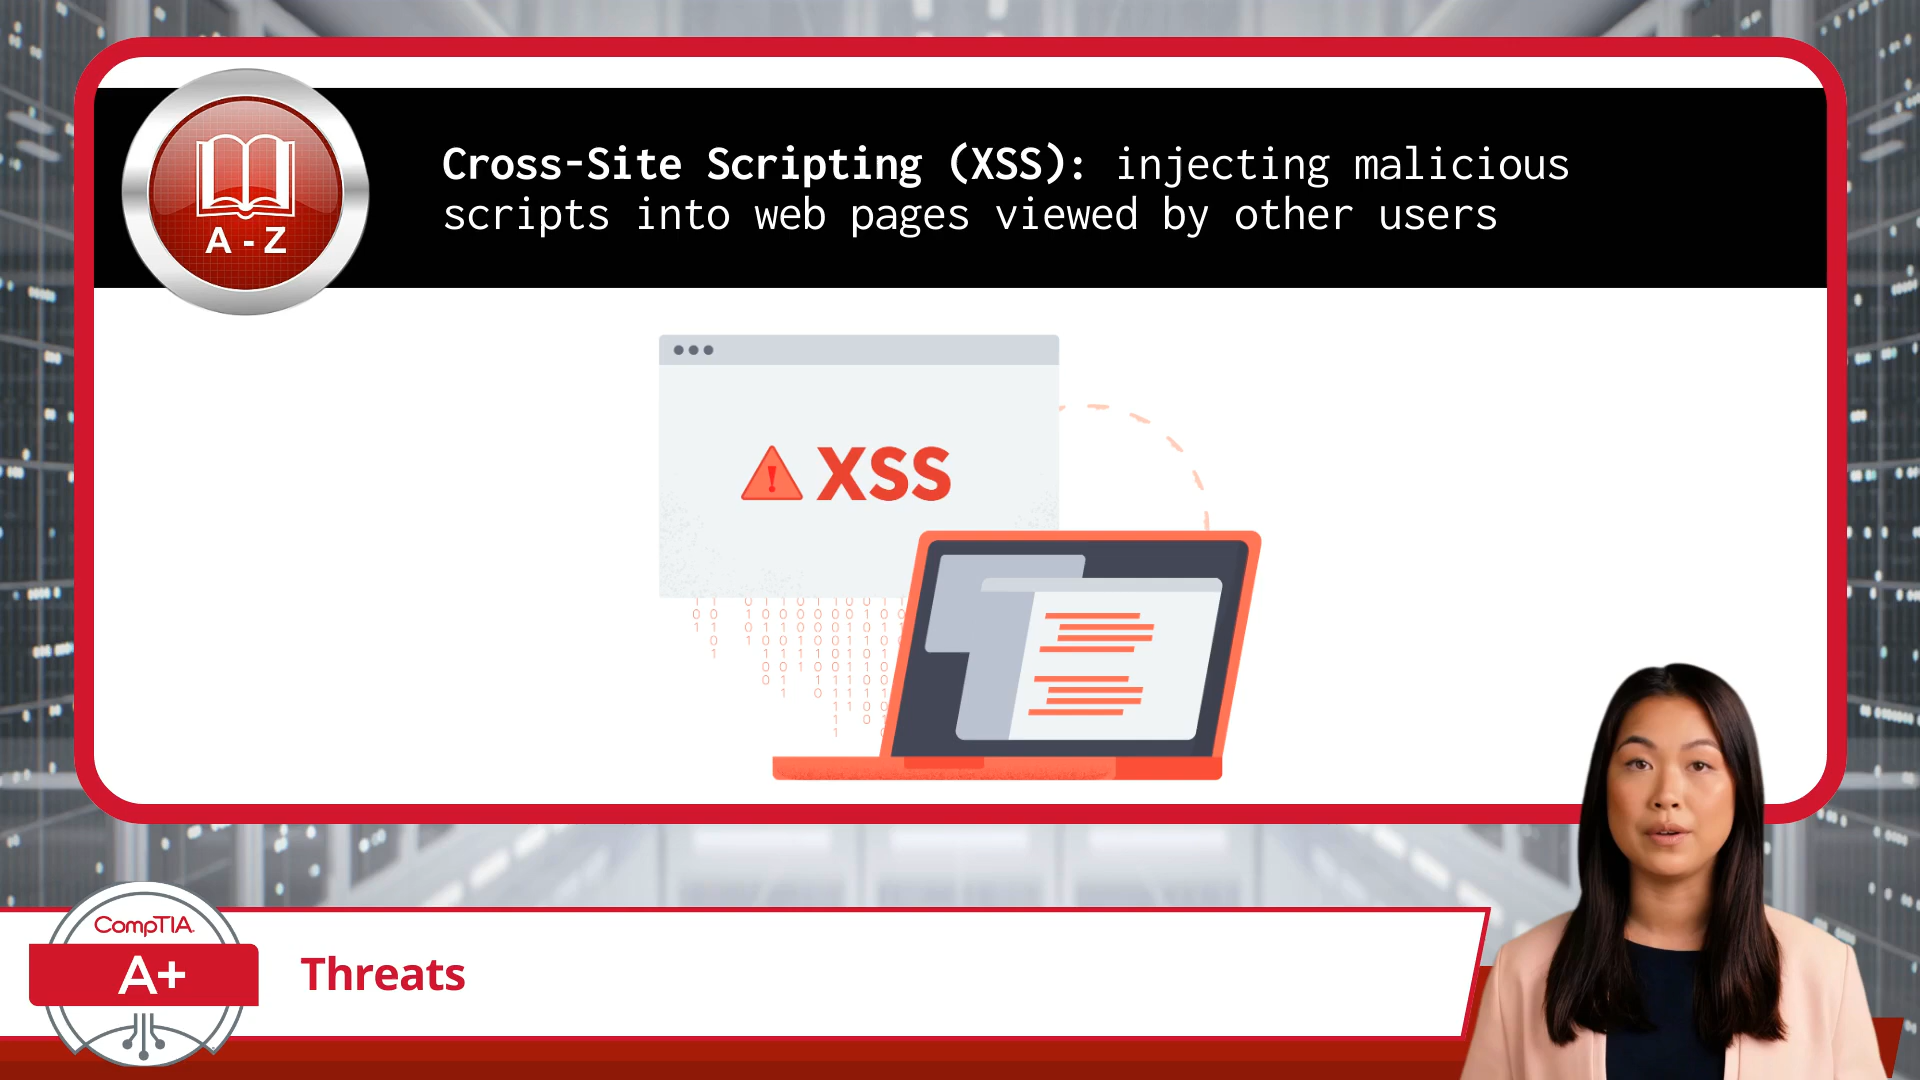 A - Z
Cross-Site Scripting (XSS): injecting malicious
scripts into web pages viewed by other users
XSS
CompTIA
A+
Threats